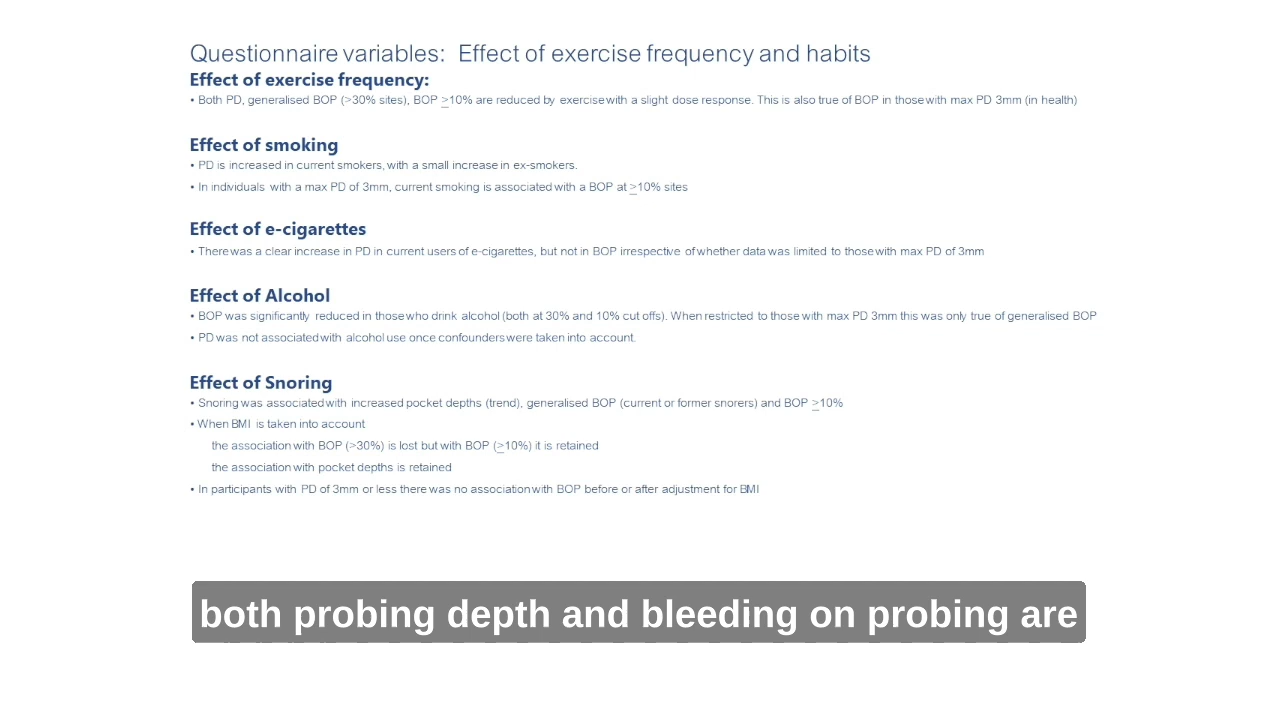 Questionnaire variables: Effect of exercise frequency and habits
Effect of exercise frequency:
• Both PD, generalised BOP (>30% sites), BOP ≥10% are reduced by exercise with a slight dose response. This is also true of BOP in those with max PD 3mm (in health)
Effect of smoking
• PD is increased in current smokers, with a small increase in ex-smokers.
• In individuals with a max PD of 3mm, current smoking is associated with a BOP at ≥10% sites
Effect of e-cigarettes
• There was a clear increase in PD in current users of e-cigarettes, but not in BOP irrespective of whether data was limited to those with max PD of 3mm
Effect of Alcohol
• BOP was significantly reduced in those who drink alcohol (both at 30% and 10% cut offs). When restricted to those with max PD 3mm this was only true of generalised BOP
• PD was not associated with alcohol use once confounders were taken into account.
Effect of Snoring
• Snoring was associated with increased pocket depths (trend), generalised BOP (current or former snorers) and BOP ≥10%
• When BMI is taken into account
the association with BOP (>30%) is lost but with BOP (≥10%) it is retained
the association with pocket depths is retained
• In participants with PD of 3mm or less there was no association with BOP before or after adjustment for BMI
both probing depth and bleeding on probing are